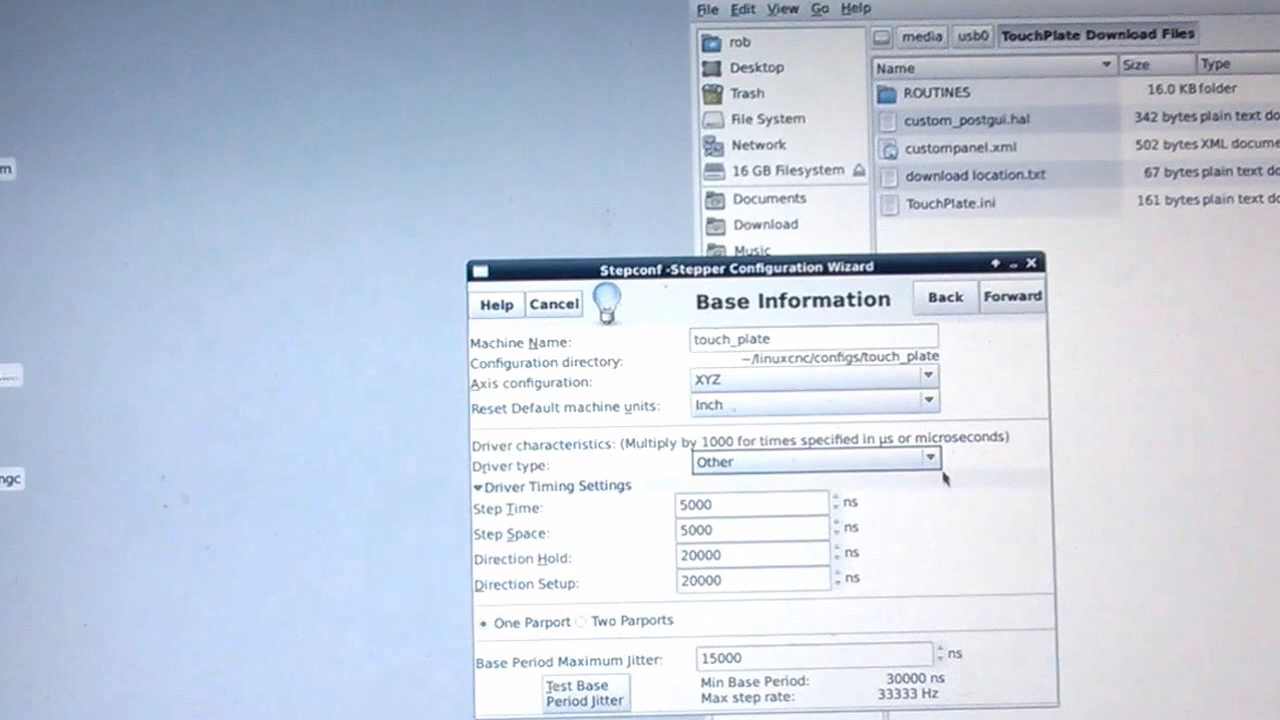 File Edit View Go Help
media usb0 TouchPlate Download Files
rob
Desktop
Trash
File System
Network
16 GB Filesystem
Documents
Download
Music
Name Size Type
ROUTINES 16.0 KB folder
custom_postgui.hal 342 bytes plain text do
custompanel.xml 502 bytes XML docume
download location.txt 67 bytes plain text do
TouchPlate.ini 161 bytes plain text do
m
ngc
Stepconf -Stepper Configuration Wizard
Help Cancel Base Information Back Forward
Machine Name: touch_plate
Configuration directory: ~/linuxcnc/configs/touch_plate
Axis configuration: XYZ
Reset Default machine units: Inch
Driver characteristics: (Multiply by 1000 for times specified in µs or microseconds)
Driver type: Other
Driver Timing Settings
Step Time: 5000 ns
Step Space: 5000 ns
Direction Hold: 20000 ns
Direction Setup: 20000 ns
One Parport Two Parports
Base Period Maximum Jitter: 15000 ns
Test Base
Period Jitter
Min Base Period: 30000 ns
Max step rate: 33333 Hz